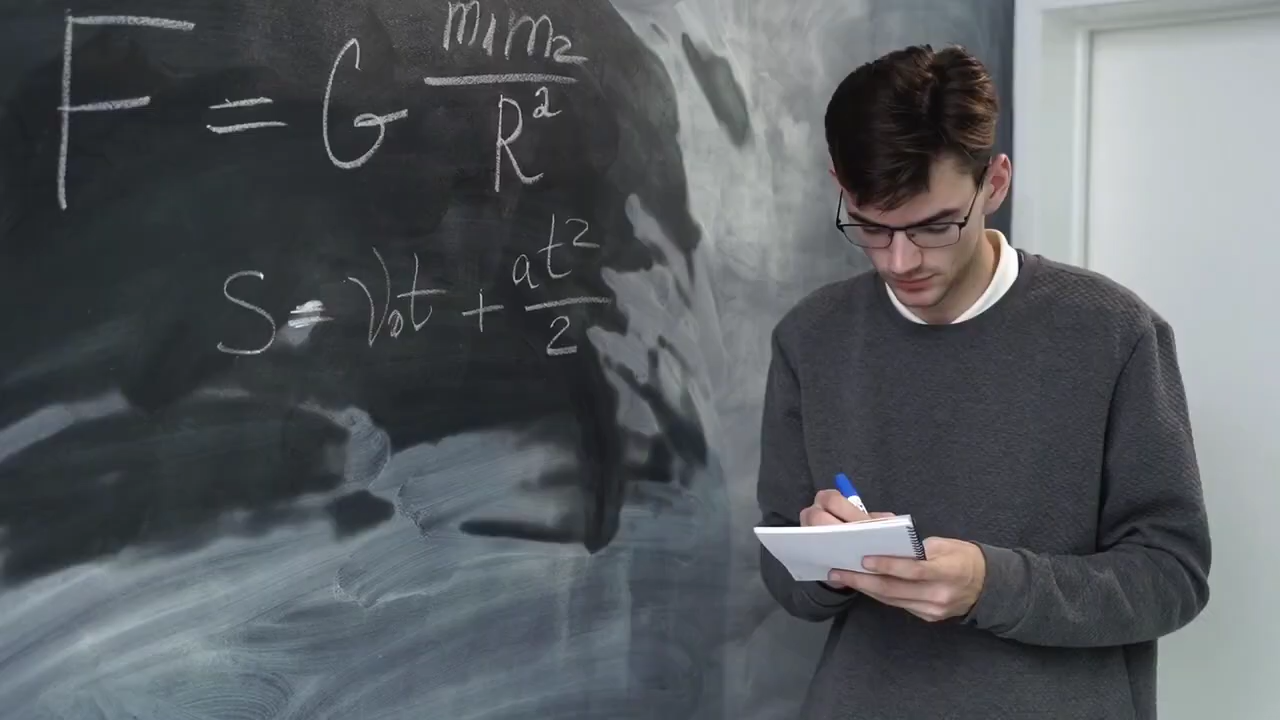 F = G m₁m₂/R²
S = V₀t + at²/2